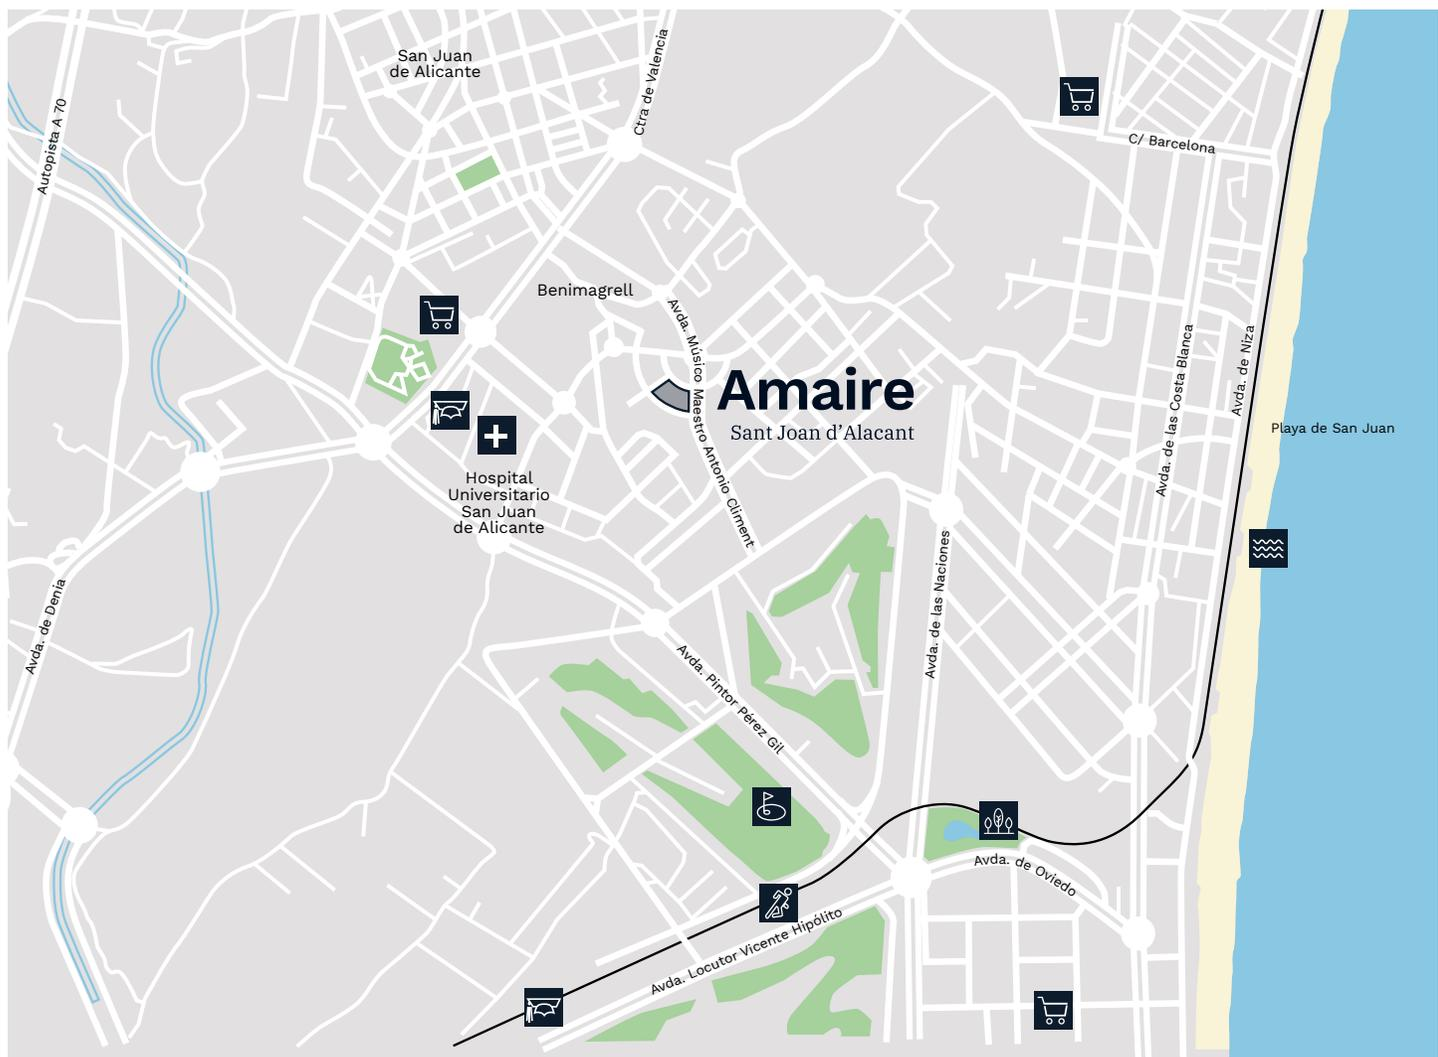 San Juan
de Alicante
Ctra de Valencia
Autopista A 70
C/ Barcelona
Benimagrell
Avda. Músico Maestro Antonio Climent
Amaire
Sant Joan d’Alacant
Avda. de las Costa Blanca
Avda. de Niza
Playa de San Juan
Hospital
Universitario
San Juan
de Alicante
Avda. de Denia
Avda. de las Naciones
Avda. Pintor Pérez Gil
Avda. de Oviedo
Avda. Locutor Vicente Hipólito